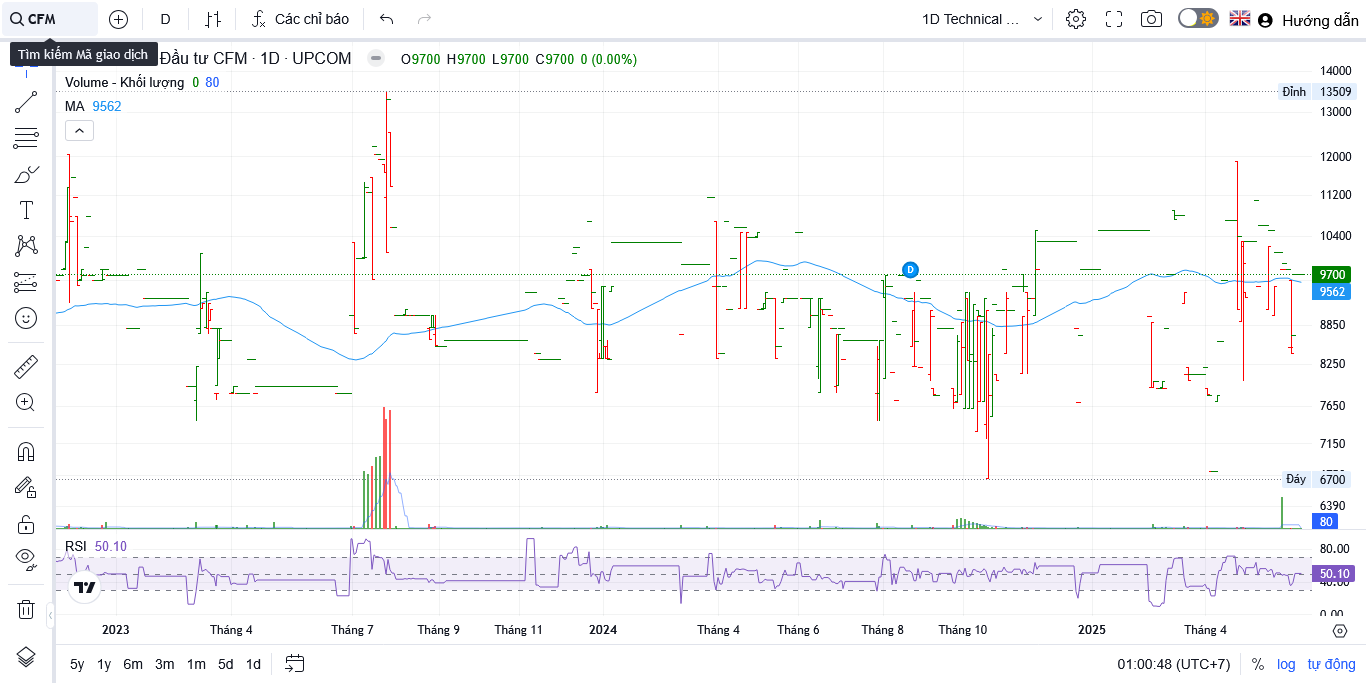 CFM
D
Các chỉ báo
1D Technical ...
Hướng dẫn
Tìm kiếm Mã giao dịch
Đầu tư CFM · 1D · UPCOM
O9700 H9700 L9700 C9700 0 (0.00%)
Volume - Khối lượng 0 80
MA 9562
14000
Đỉnh 13509
13000
12000
11200
10400
D
9700
9562
8850
8250
7650
7150
Đáy 6700
6390
80
RSI 50.10
80.00
50.10
40.00
0.00
2023 Tháng 4 Tháng 7 Tháng 9 Tháng 11 2024 Tháng 4 Tháng 6 Tháng 8 Tháng 10 2025 Tháng 4
5y 1y 6m 3m 1m 5d 1d
01:00:48 (UTC+7) % log tự động